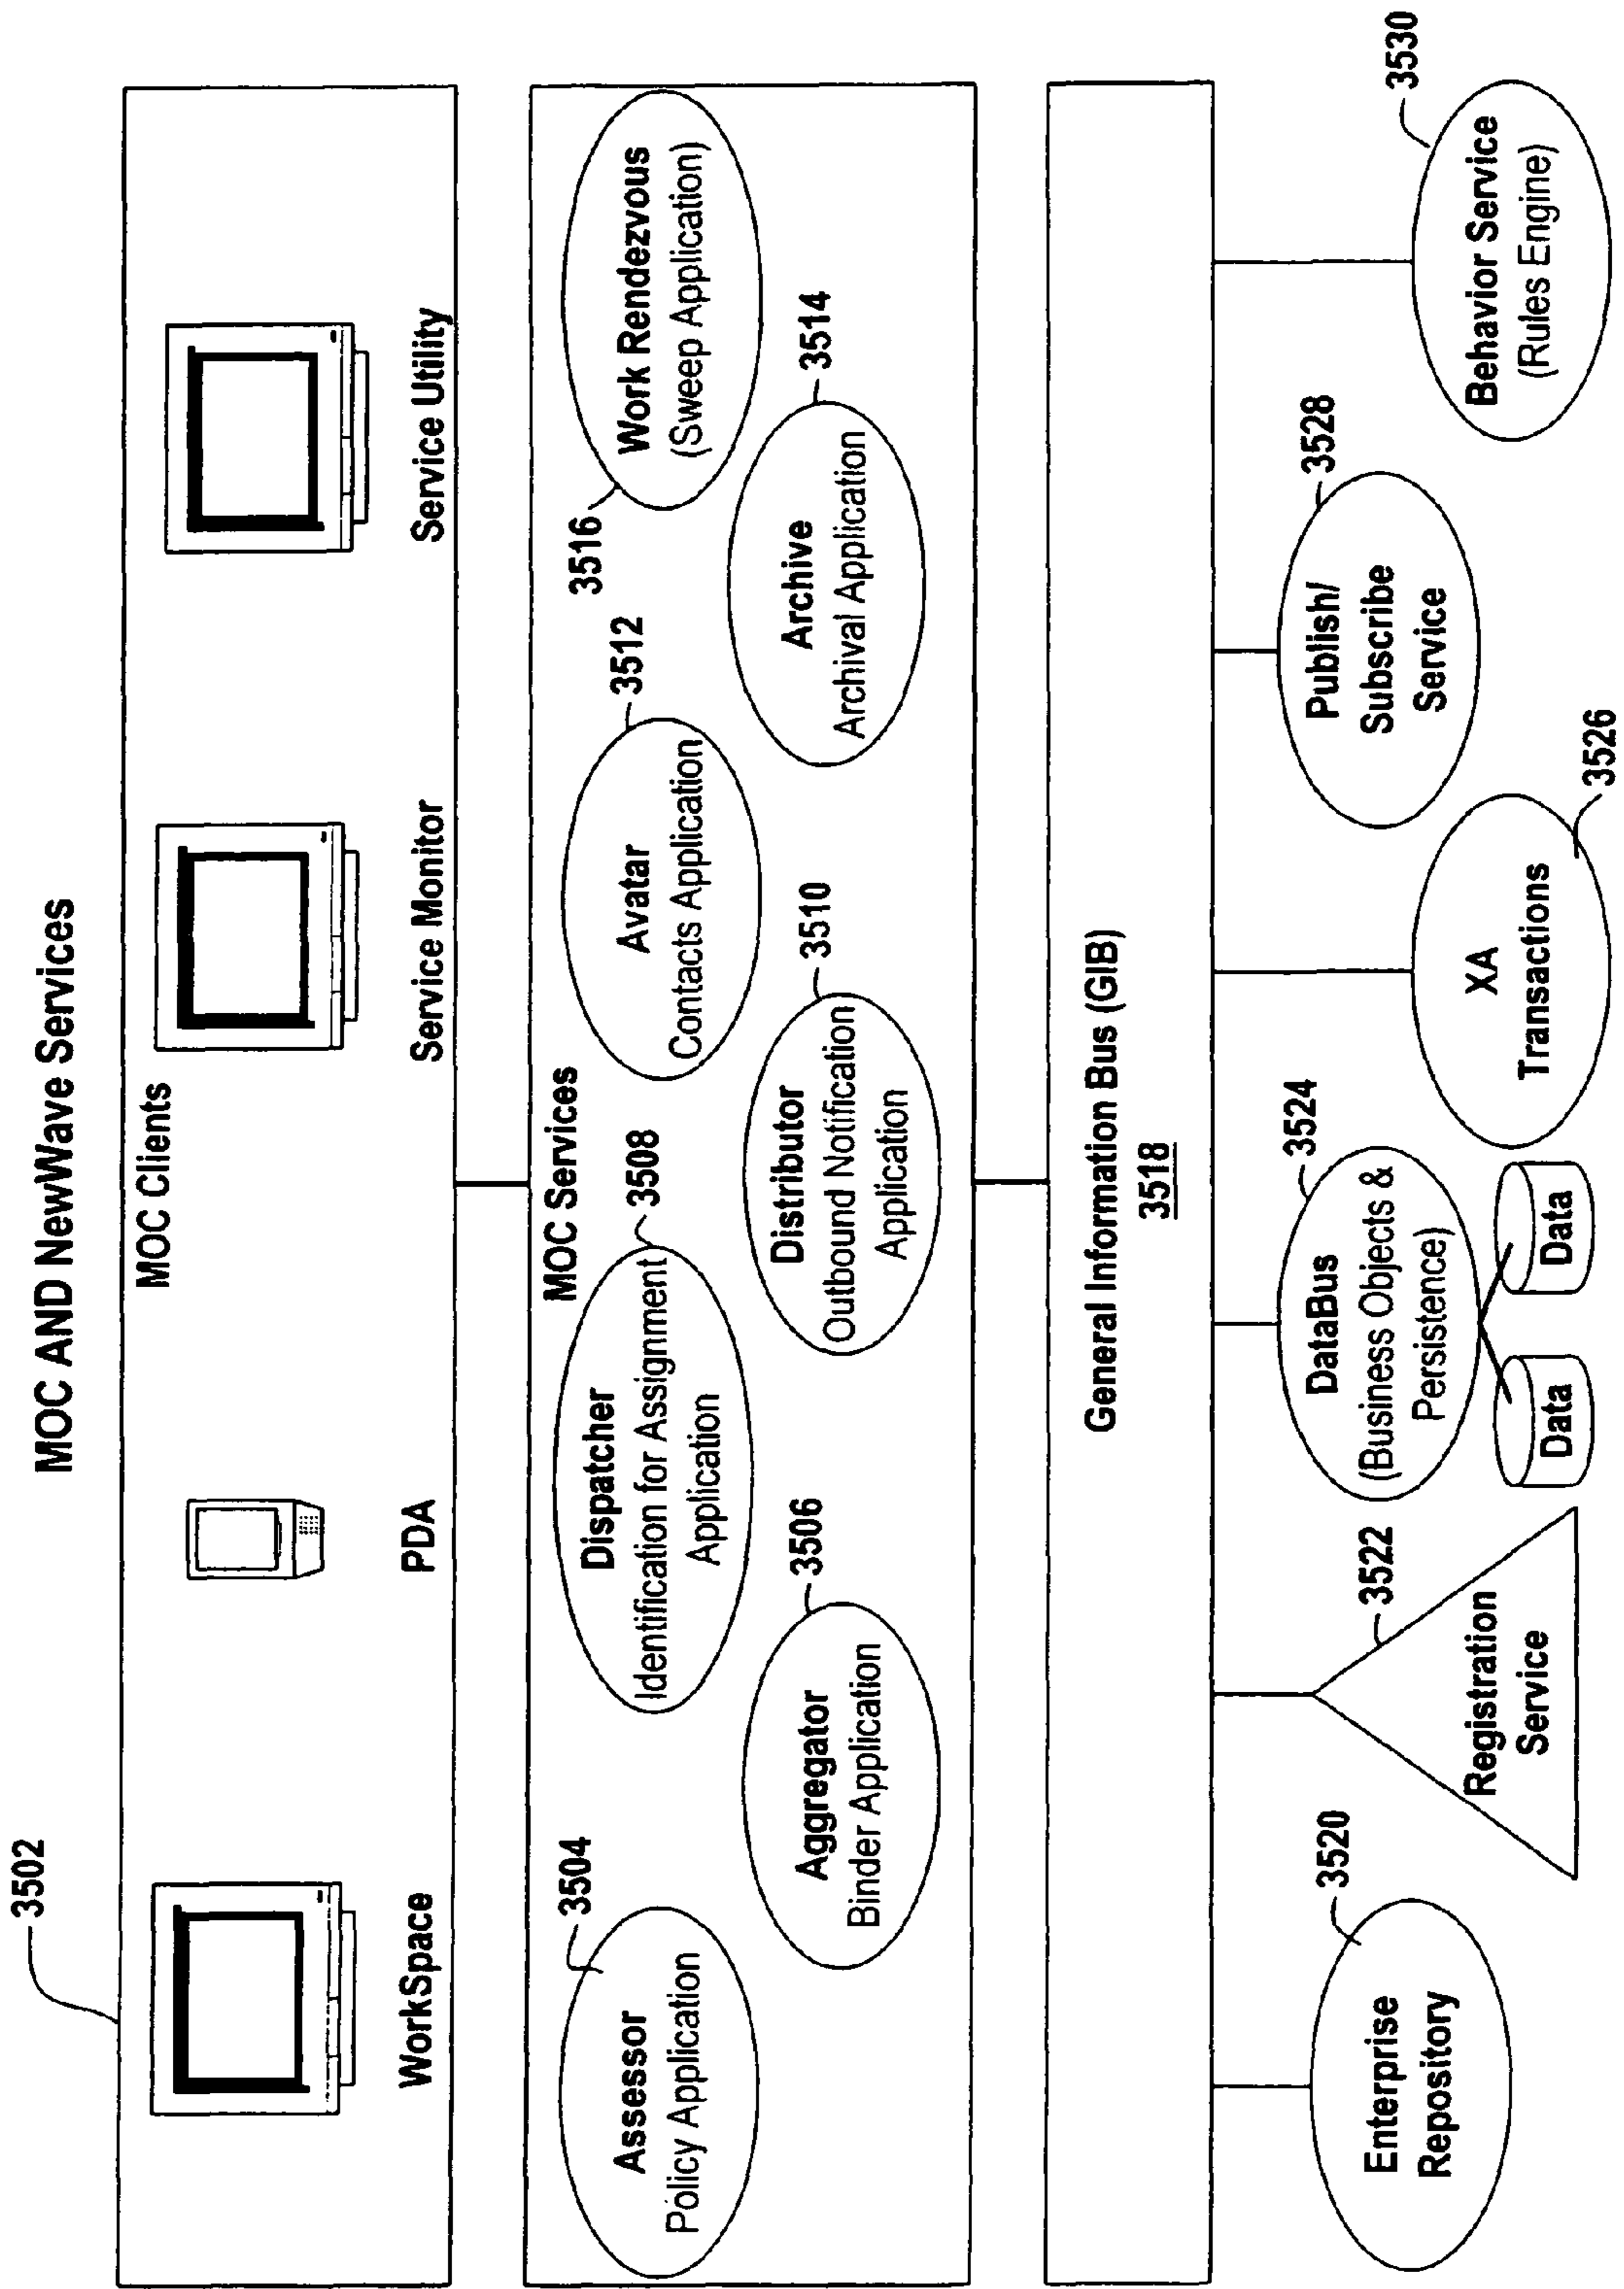 MOC AND NewWave Services
3502
MOC Clients
WorkSpace
PDA
Service Monitor
Service Utility
MOC Services
3504
Assessor
Policy Application
3506
Aggregator
Binder Application
3508
Dispatcher
Identification for Assignment
Application
3510
Distributor
Outbound Notification
Application
3512
Avatar
Contacts Application
3514
Archive
Archival Application
3516
Work Rendezvous
(Sweep Application)
General Information Bus (GIB)
3518
3520
Enterprise
Repository
3522
Registration
Service
3524
DataBus
(Business Objects &
Persistence)
Data
Data
3526
XA
Transactions
3528
Publish/
Subscribe
Service
3530
Behavior Service
(Rules Engine)